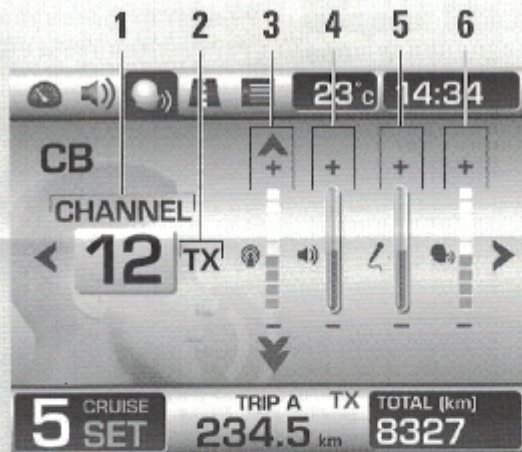 1 2 3 4 5 6
23°c 14:34
CB
+ + + +
CHANNEL
12 TX
- - - -
5 CRUISE SET
TRIP A TX
234.5 km
TOTAL (km)
8327